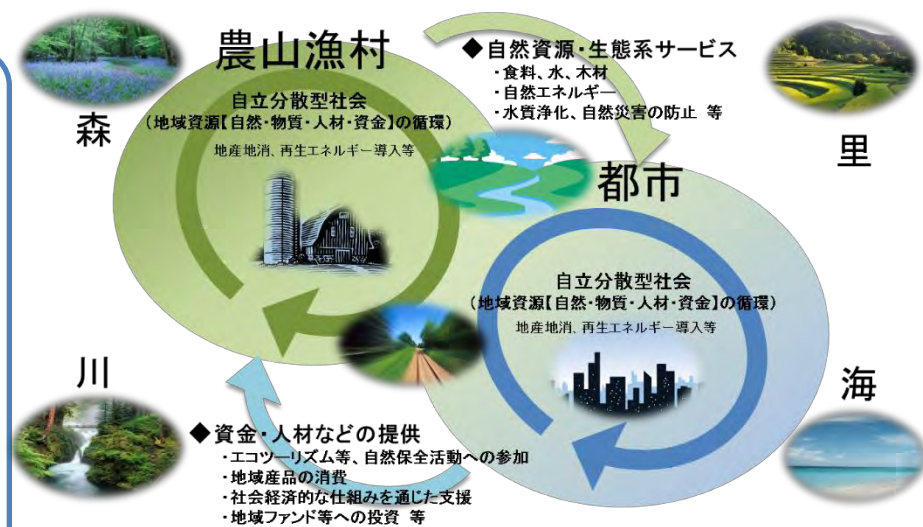 農山漁村
自立分散型社会
（地域資源【自然・物質・人材・資金】の循環）
地産地消、再生エネルギー導入等
森
◆自然資源・生態系サービス
・食料、水、木材
・自然エネルギー
・水質浄化、自然災害の防止 等
里
都市
自立分散型社会
（地域資源【自然・物質・人材・資金】の循環）
地産地消、再生エネルギー導入等
川
◆資金・人材などの提供
・エコツーリズム等、自然保全活動への参加
・地域産品の消費
・社会経済的な仕組みを通じた支援
・地域ファンド等への投資 等
海